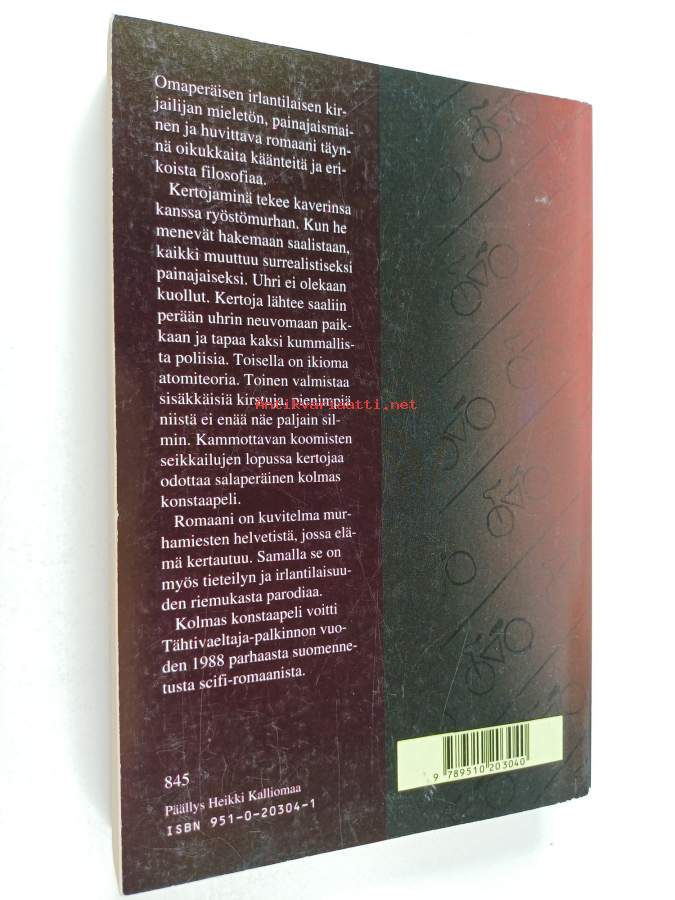 Omaperäisen irlantilaisen kir-
jailijan mieletön, painajaismai-
nen ja huvittava romaani täyn-
nä oikukkaita käänteitä ja eri-
koista filosofiaa.
Kertojaminä tekee kaverinsa
kanssa ryöstömurhan. Kun he
menevät hakemaan saalistaan,
kaikki muuttuu surrealistiseksi
painajaiseksi. Uhri ei olekaan
kuollut. Kertoja lähtee saaliin
perään uhrin neuvomaan paik-
kaan ja tapaa kaksi kummallis-
ta poliisia. Toisella on ikioma
atomiteoria. Toinen valmistaa
sisäkkäisiä kirstuja, pienimpiä
niistä ei enää näe paljain sil-
min. Kammottavan koomisten
seikkailujen lopussa kertojaa
odottaa salaperäinen kolmas
konstaapeli.
Romaani on kuvitelma mur-
hamiesten helvetistä, jossa elä-
mä kertautuu. Samalla se on
myös tieteilyn ja irlantilaisuu-
den riemukasta parodiaa.
Kolmas konstaapeli voitti
Tähtivaeltaja-palkinnon vuo-
den 1988 parhaasta suomenne-
tusta scifi-romaanista.
Antikvariaatti.net
845
Päällys Heikki Kalliomaa
ISBN 951-0-20304-1
9 789510 203040